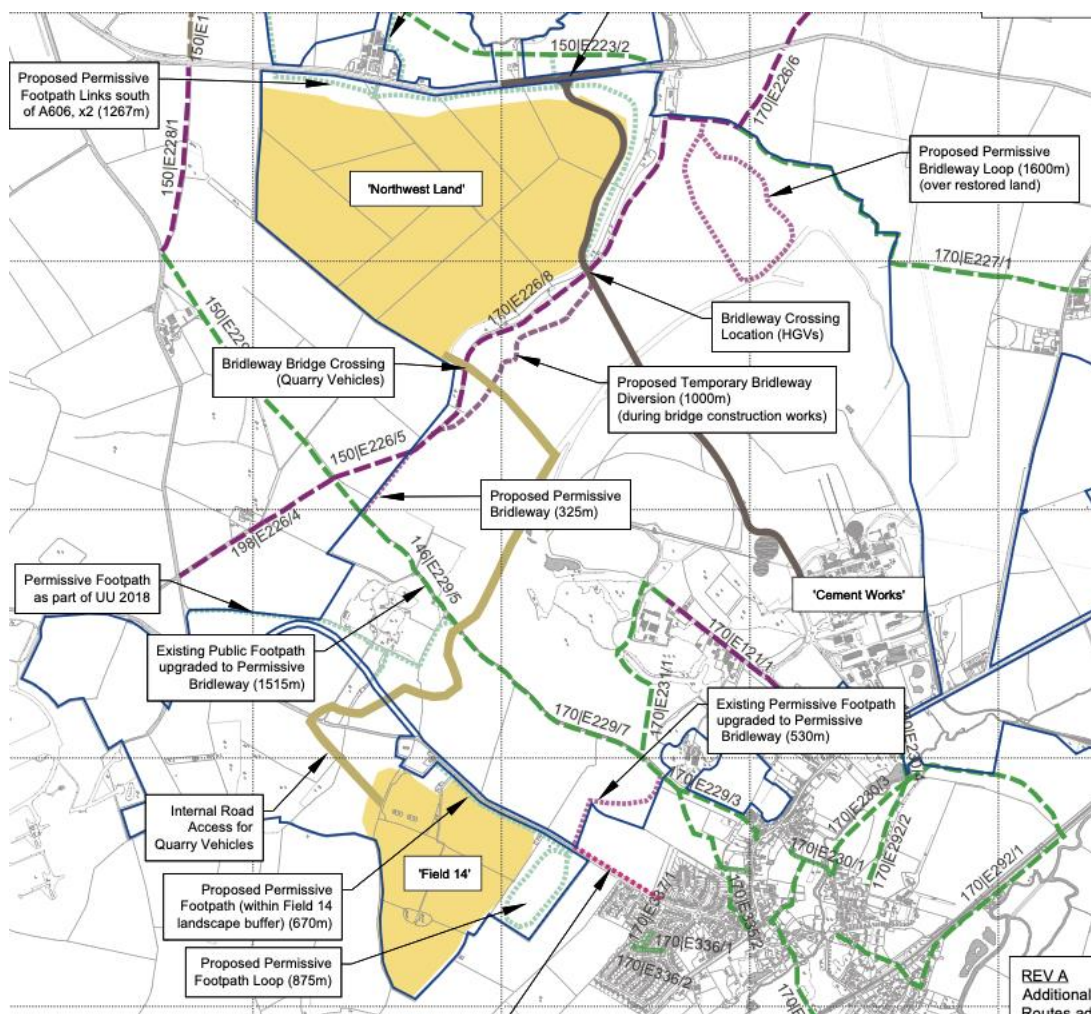 150|E1
150|E223/2
170|E226/6
Proposed Permissive
Footpath Links south
of A606, x2 (1267m)
150|E228/1
'Northwest Land'
Proposed Permissive
Bridleway Loop (1600m)
(over restored land)
170|E227/1
170|E226/8
150|E229
Bridleway Crossing
Location (HGVs)
Bridleway Bridge Crossing
(Quarry Vehicles)
Proposed Temporary Bridleway
Diversion (1000m)
(during bridge construction works)
150|E226/5
Proposed Permissive
Bridleway (325m)
198|E226/4
146|E229/5
Permissive Footpath
as part of UU 2018
'Cement Works'
Existing Public Footpath
upgraded to Permissive
Bridleway (1515m)
170|E121/1
170|E231/1
170|E229/7
Existing Permissive Footpath
upgraded to Permissive
Bridleway (530m)
170|E229/3
170|E230/3
Internal Road
Access for
Quarry Vehicles
170|E230/1
170|E292/2
170|E292/1
'Field 14'
Proposed Permissive
Footpath (within Field 14
landscape buffer) (670m)
170|E336/1
170|E336/2
Proposed Permissive
Footpath Loop (875m)
REV A
Additional
Routes